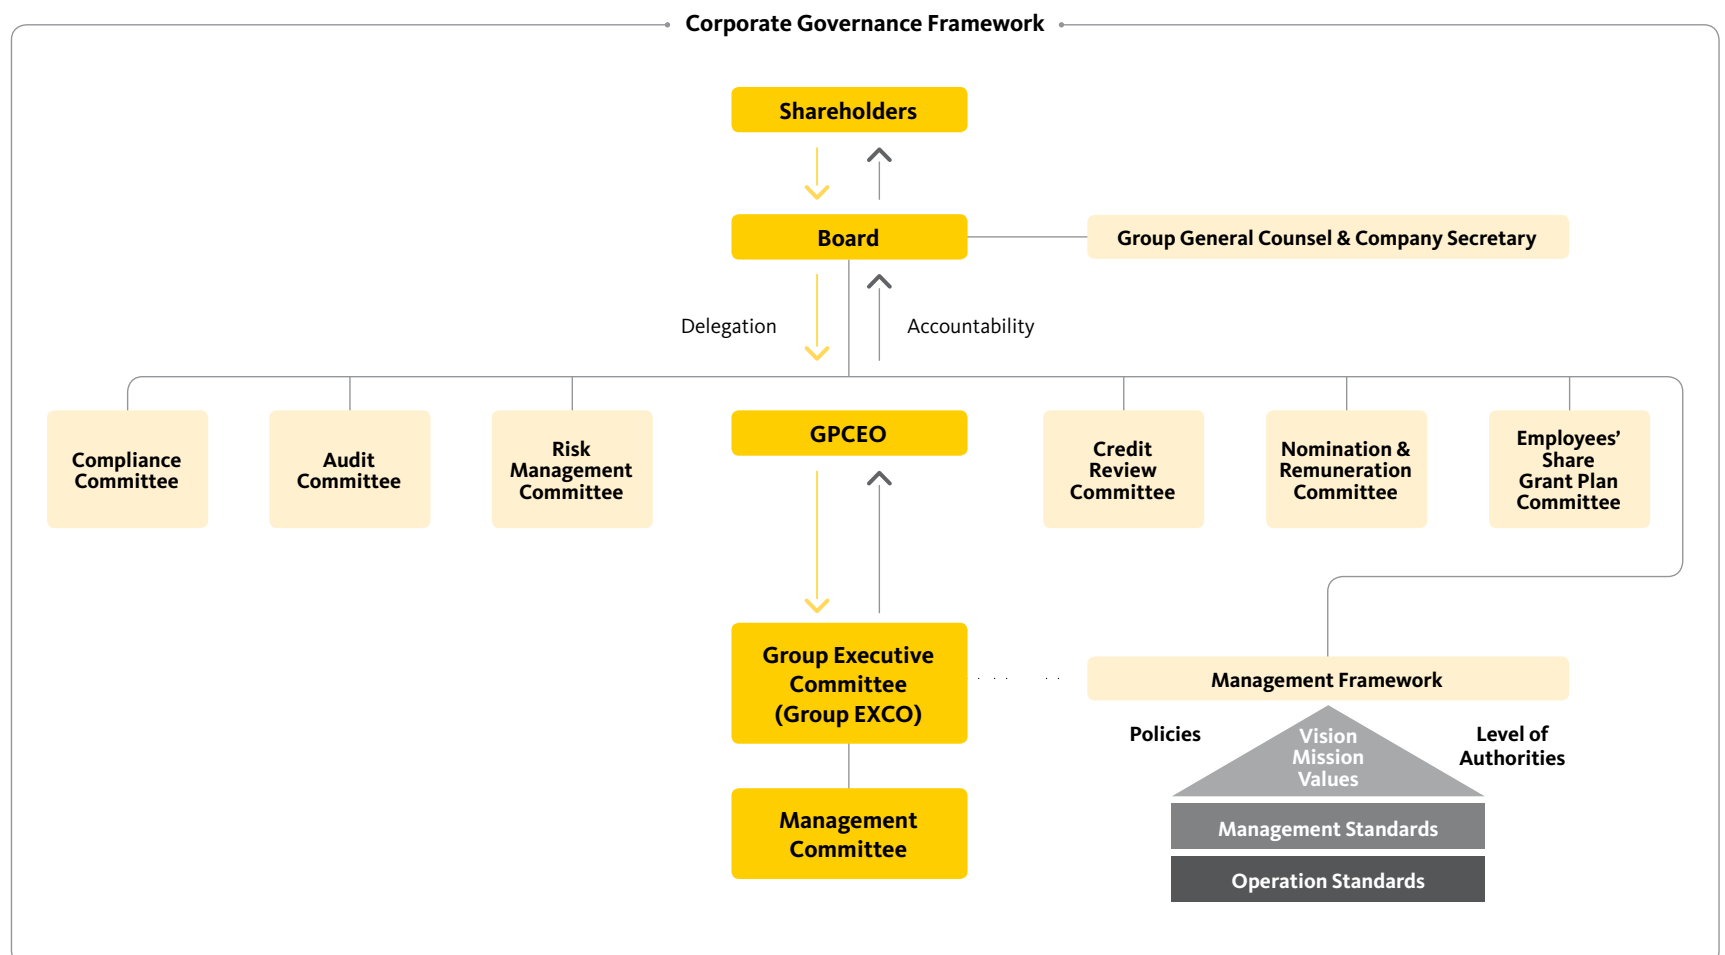 Corporate Governance Framework
Shareholders
Board
Group General Counsel & Company Secretary
Delegation
Accountability
Compliance
Committee
Audit
Committee
Risk
Management
Committee
GPCEO
Credit
Review
Committee
Nomination &
Remuneration
Committee
Employees’
Share
Grant Plan
Committee
Group Executive
Committee
(Group EXCO)
Management Framework
Policies
Vision
Mission
Values
Level of
Authorities
Management
Committee
Management Standards
Operation Standards